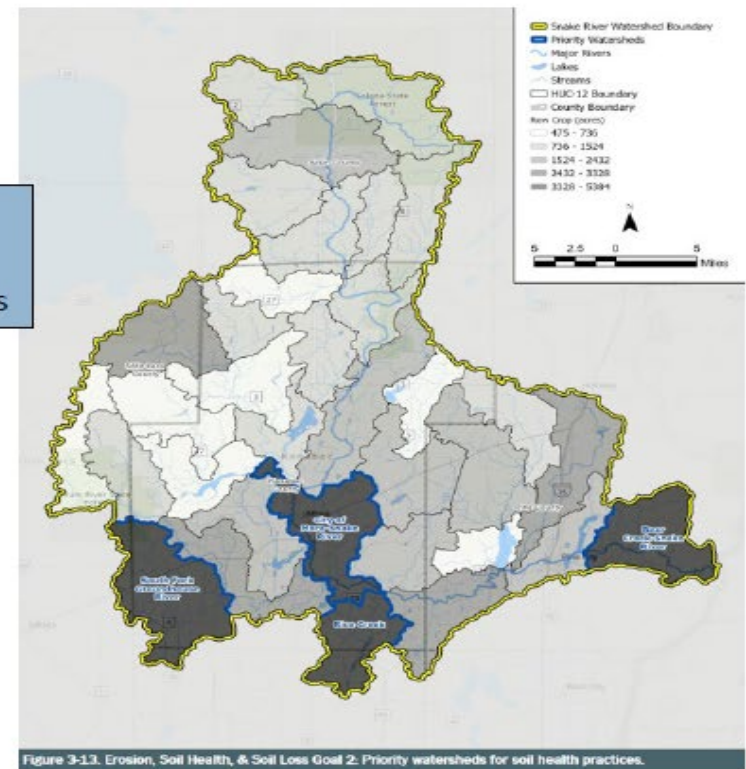 Snake River Watershed Boundary
Priority Watersheds
Major Rivers
Lakes
Streams
HUC-12 Boundary
County Boundary
Row Crop (acres)
475 - 736
736 - 1524
1524 - 2432
2432 - 3328
3328 - 5384
N
5 2.5 0 5
Miles
s
27
City of
Mora-Snake
River
South Fork
Groundhouse
River
Rice Creek
Bear
Creek-Snake
River
Figure 3-13. Erosion, Soil Health, & Soil Loss Goal 2: Priority watersheds for soil health practices.